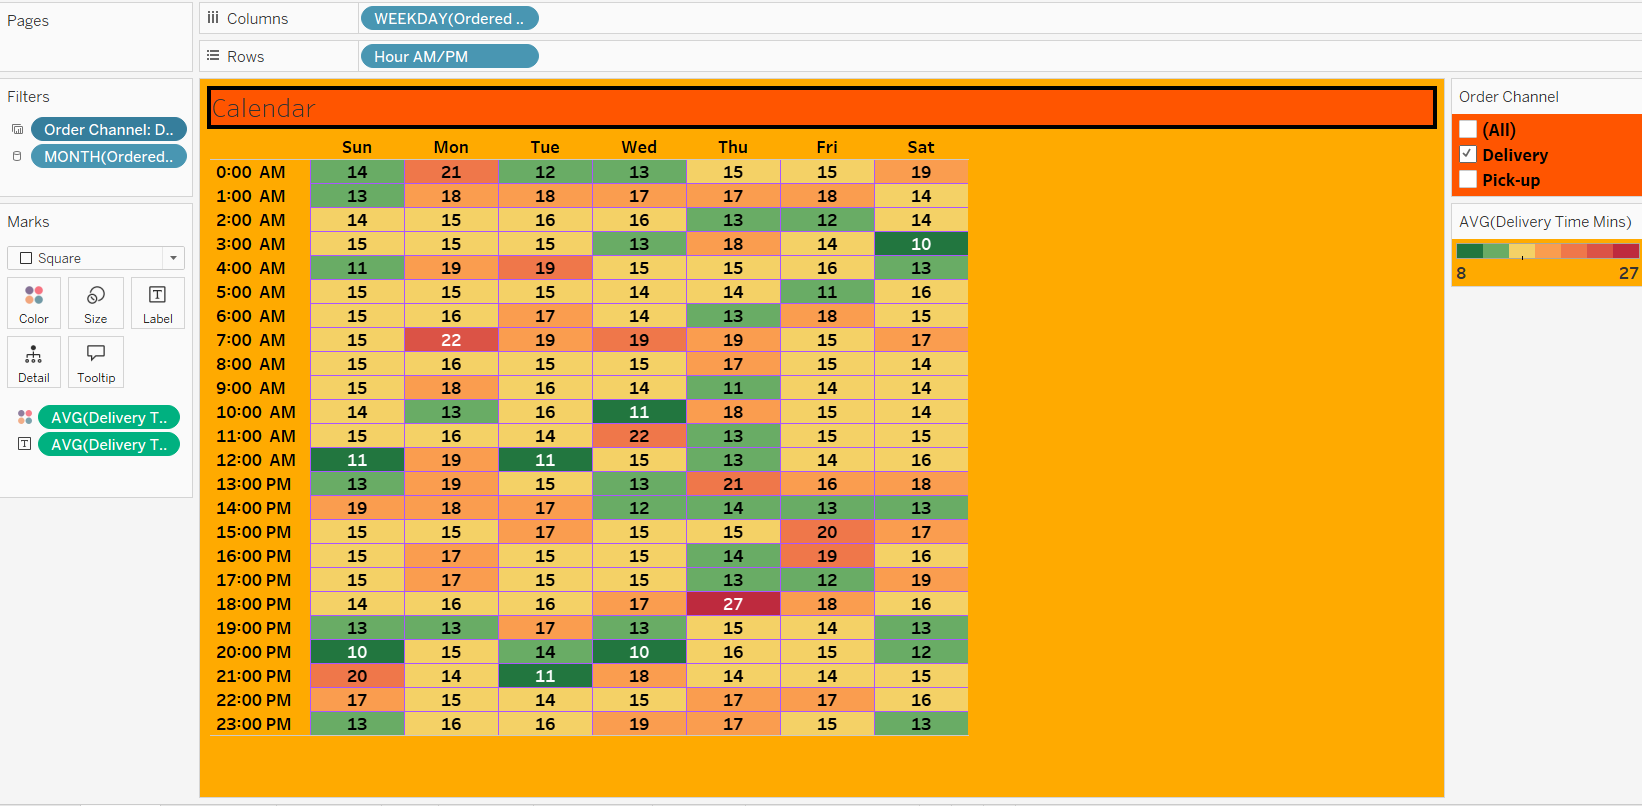 Pages
Columns
WEEKDAY(Ordered ..
Rows
Hour AM/PM
Filters
Order Channel: D..
MONTH(Ordered..
Marks
Square
Color Size Label
Detail Tooltip
AVG(Delivery T..
AVG(Delivery T..
Calendar
Sun Mon Tue Wed Thu Fri Sat
0:00 AM 14 21 12 13 15 15 19
1:00 AM 13 18 18 17 17 18 14
2:00 AM 14 15 16 16 13 12 14
3:00 AM 15 15 15 13 18 14 10
4:00 AM 11 19 19 15 15 16 13
5:00 AM 15 15 15 14 14 11 16
6:00 AM 15 16 17 14 13 18 15
7:00 AM 15 22 19 19 19 15 17
8:00 AM 15 16 15 15 17 15 14
9:00 AM 15 18 16 14 11 14 14
10:00 AM 14 13 16 11 18 15 14
11:00 AM 15 16 14 22 13 15 15
12:00 AM 11 19 11 15 13 14 16
13:00 PM 13 19 15 13 21 16 18
14:00 PM 19 18 17 12 14 13 13
15:00 PM 15 15 17 15 15 20 17
16:00 PM 15 17 15 15 14 19 16
17:00 PM 15 17 15 15 13 12 19
18:00 PM 14 16 16 17 27 18 16
19:00 PM 13 13 17 13 15 14 13
20:00 PM 10 15 14 10 16 15 12
21:00 PM 20 14 11 18 14 14 15
22:00 PM 17 15 14 15 17 17 16
23:00 PM 13 16 16 19 17 15 13
Order Channel
(All)
Delivery
Pick-up
AVG(Delivery Time Mins)
8 27